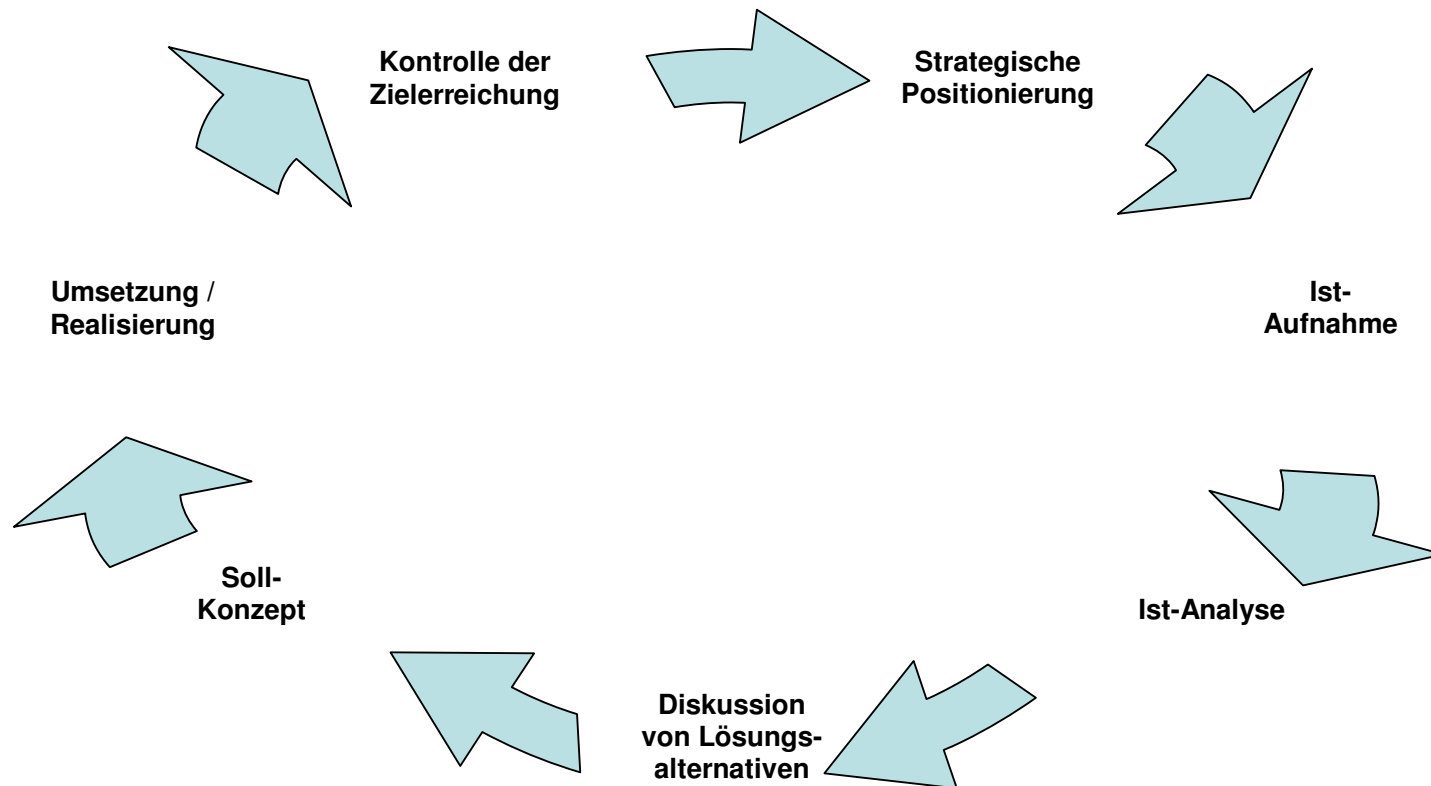 Kontrolle der
Zielerreichung
Strategische
Positionierung
Ist-
Aufnahme
Ist-Analyse
Diskussion
von Lösungs-
alternativen
Soll-
Konzept
Umsetzung /
Realisierung